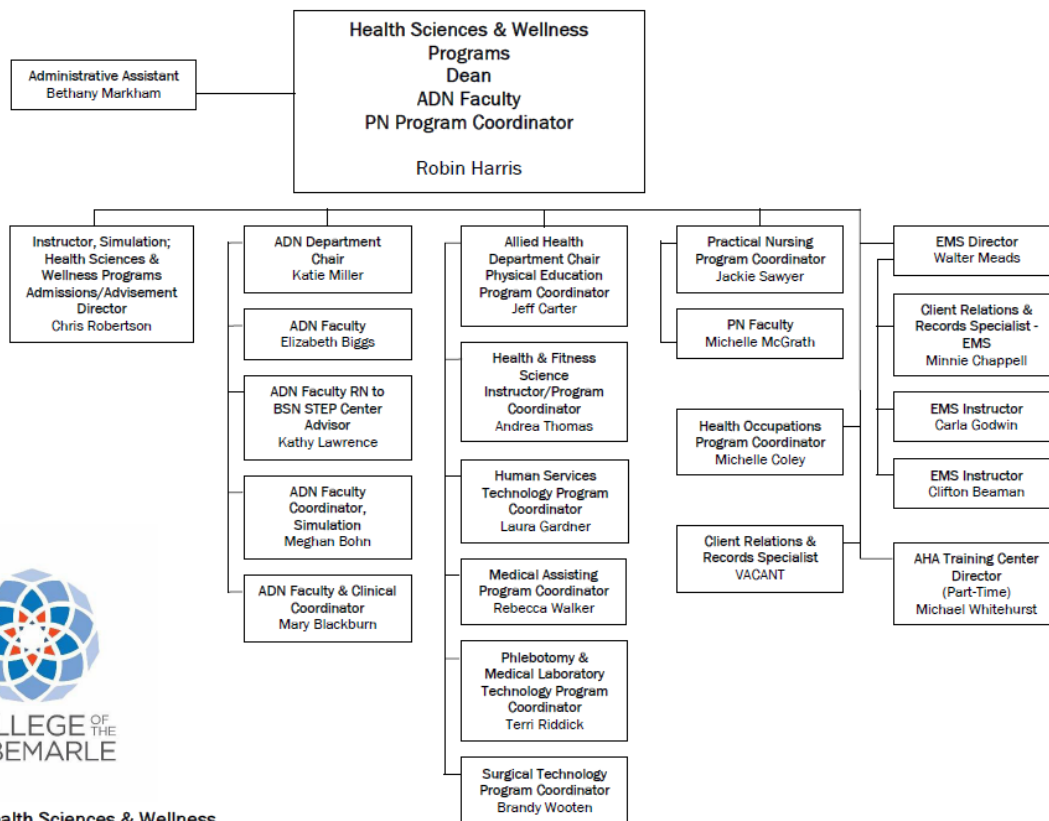 Health Sciences & Wellness
Programs
Dean
ADN Faculty
PN Program Coordinator
Robin Harris
Administrative Assistant
Bethany Markham
Instructor, Simulation;
Health Sciences &
Wellness Programs
Admissions/Advisement
Director
Chris Robertson
ADN Department
Chair
Katie Miller
ADN Faculty
Elizabeth Biggs
ADN Faculty RN to
BSN STEP Center
Advisor
Kathy Lawrence
ADN Faculty
Coordinator,
Simulation
Meghan Bohn
ADN Faculty & Clinical
Coordinator
Mary Blackburn
Allied Health
Department Chair
Physical Education
Program Coordinator
Jeff Carter
Health & Fitness
Science
Instructor/Program
Coordinator
Andrea Thomas
Human Services
Technology Program
Coordinator
Laura Gardner
Medical Assisting
Program Coordinator
Rebecca Walker
Phlebotomy &
Medical Laboratory
Technology Program
Coordinator
Terri Riddick
Surgical Technology
Program Coordinator
Brandy Wooten
Practical Nursing
Program Coordinator
Jackie Sawyer
PN Faculty
Michelle McGrath
Health Occupations
Program Coordinator
Michelle Coley
Client Relations &
Records Specialist
VACANT
EMS Director
Walter Meads
Client Relations &
Records Specialist -
EMS
Minnie Chappell
EMS Instructor
Carla Godwin
EMS Instructor
Clifton Beaman
AHA Training Center
Director
(Part-Time)
Michael Whitehurst
LLEGE OF THE
BEMARLE
ealth Sciences & Wellness